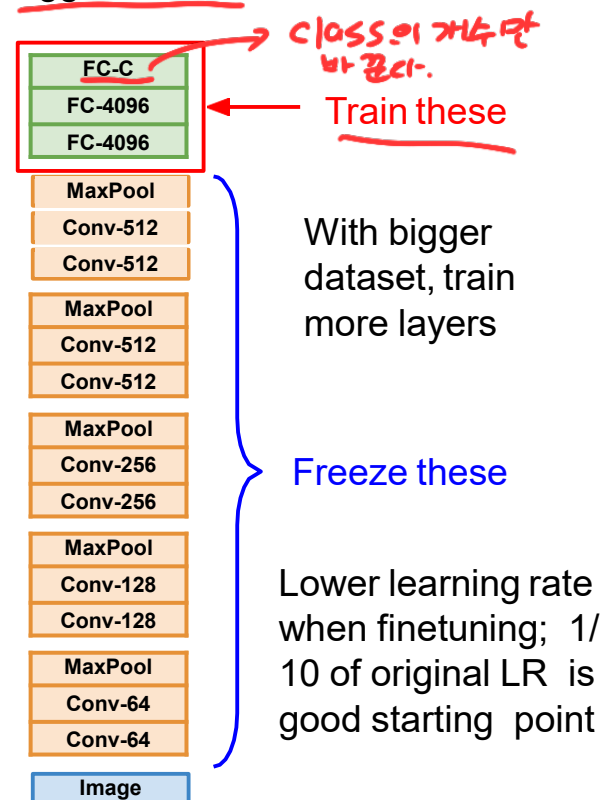 class의 개수만
바꾼다.
FC-C
FC-4096
FC-4096
Train these
MaxPool
Conv-512
Conv-512
With bigger
dataset, train
more layers
MaxPool
Conv-512
Conv-512
MaxPool
Conv-256
Conv-256
Freeze these
MaxPool
Conv-128
Conv-128
Lower learning rate
when finetuning; 1/
10 of original LR is
good starting point
MaxPool
Conv-64
Conv-64
Image